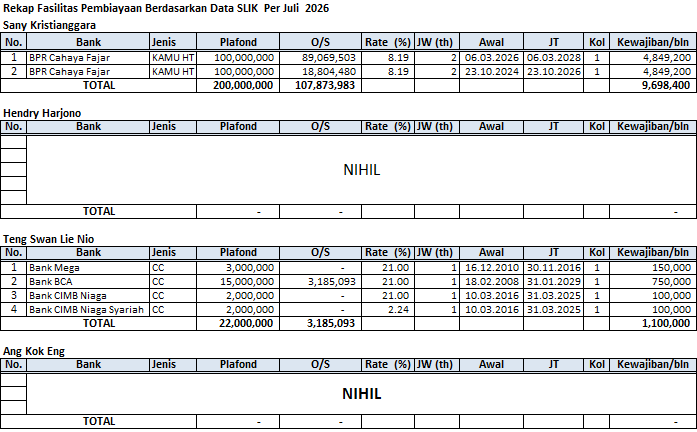 Rekap Fasilitas Pembiayaan Berdasarkan Data SLIK Per Juli 2026
Sany Kristianggara
No. Bank Jenis Plafond O/S Rate (%) JW (th) Awal JT Kol Kewajiban/bln
1 BPR Cahaya Fajar KAMU HT 100,000,000 89,069,503 8.19 2 06.03.2026 06.03.2028 1 4,849,200
2 BPR Cahaya Fajar KAMU HT 100,000,000 18,804,480 8.19 2 23.10.2024 23.10.2026 1 4,849,200
TOTAL 200,000,000 107,873,983 9,698,400
Hendry Harjono
No. Bank Jenis Plafond O/S Rate (%) JW (th) Awal JT Kol Kewajiban/bln
NIHIL
TOTAL - - -
Teng Swan Lie Nio
No. Bank Jenis Plafond O/S Rate (%) JW (th) Awal JT Kol Kewajiban/bln
1 Bank Mega CC 3,000,000 - 21.00 1 16.12.2010 30.11.2016 1 150,000
2 Bank BCA CC 15,000,000 3,185,093 21.00 1 18.02.2008 31.01.2029 1 750,000
3 Bank CIMB Niaga CC 2,000,000 - 21.00 1 10.03.2016 31.03.2025 1 100,000
4 Bank CIMB Niaga Syariah CC 2,000,000 - 2.24 1 10.03.2016 31.03.2025 1 100,000
TOTAL 22,000,000 3,185,093 1,100,000
Ang Kok Eng
No. Bank Jenis Plafond O/S Rate (%) JW (th) Awal JT Kol Kewajiban/bln
NIHIL
TOTAL - - -